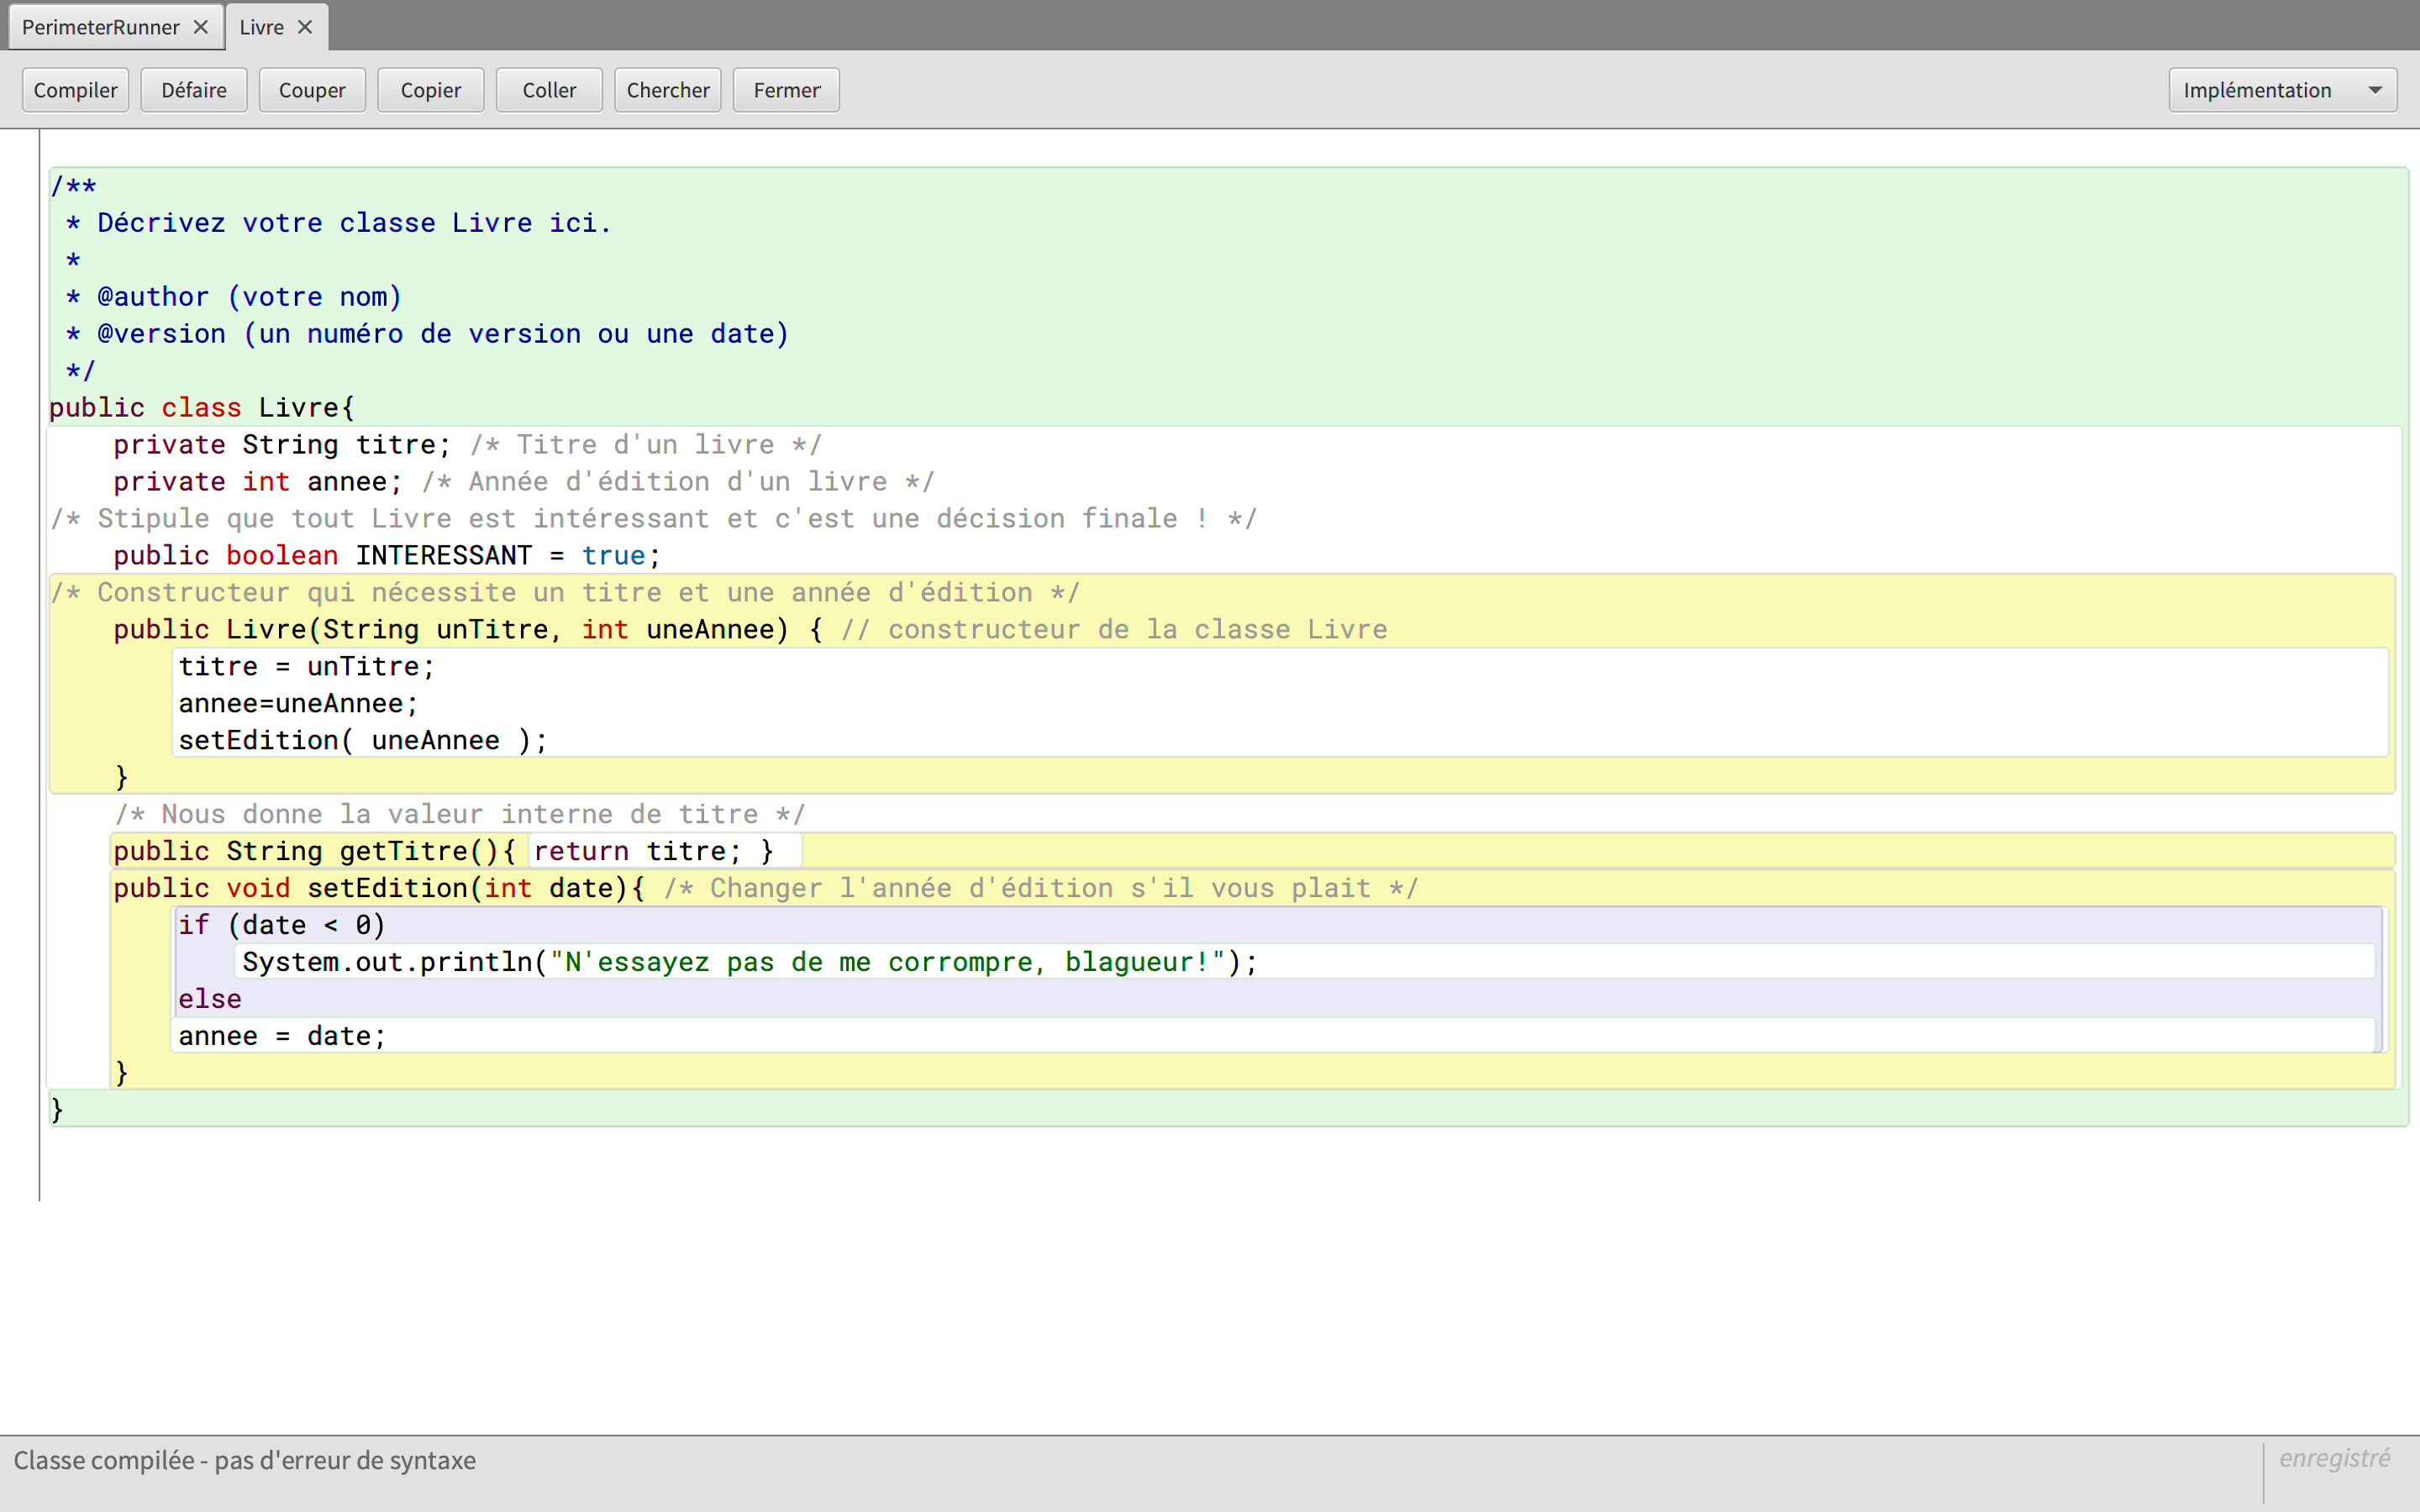 PerimeterRunner Livre
Compiler Défaire Couper Copier Coller Chercher Fermer Implémentation
/**
 * Décrivez votre classe Livre ici.
 *
 * @author (votre nom)
 * @version (un numéro de version ou une date)
 */
public class Livre{
    private String titre; /* Titre d'un livre */
    private int annee; /* Année d'édition d'un livre */
/* Stipule que tout Livre est intéressant et c'est une décision finale ! */
    public boolean INTERESSANT = true;
/* Constructeur qui nécessite un titre et une année d'édition */
    public Livre(String unTitre, int uneAnnee) { // constructeur de la classe Livre
        titre = unTitre;
        annee=uneAnnee;
        setEdition( uneAnnee );
    }
    /* Nous donne la valeur interne de titre */
    public String getTitre(){ return titre; }
    public void setEdition(int date){ /* Changer l'année d'édition s'il vous plait */
        if (date < 0)
            System.out.println("N'essayez pas de me corrompre, blagueur!");
        else
        annee = date;
    }
}
Classe compilée - pas d'erreur de syntaxe
enregistré